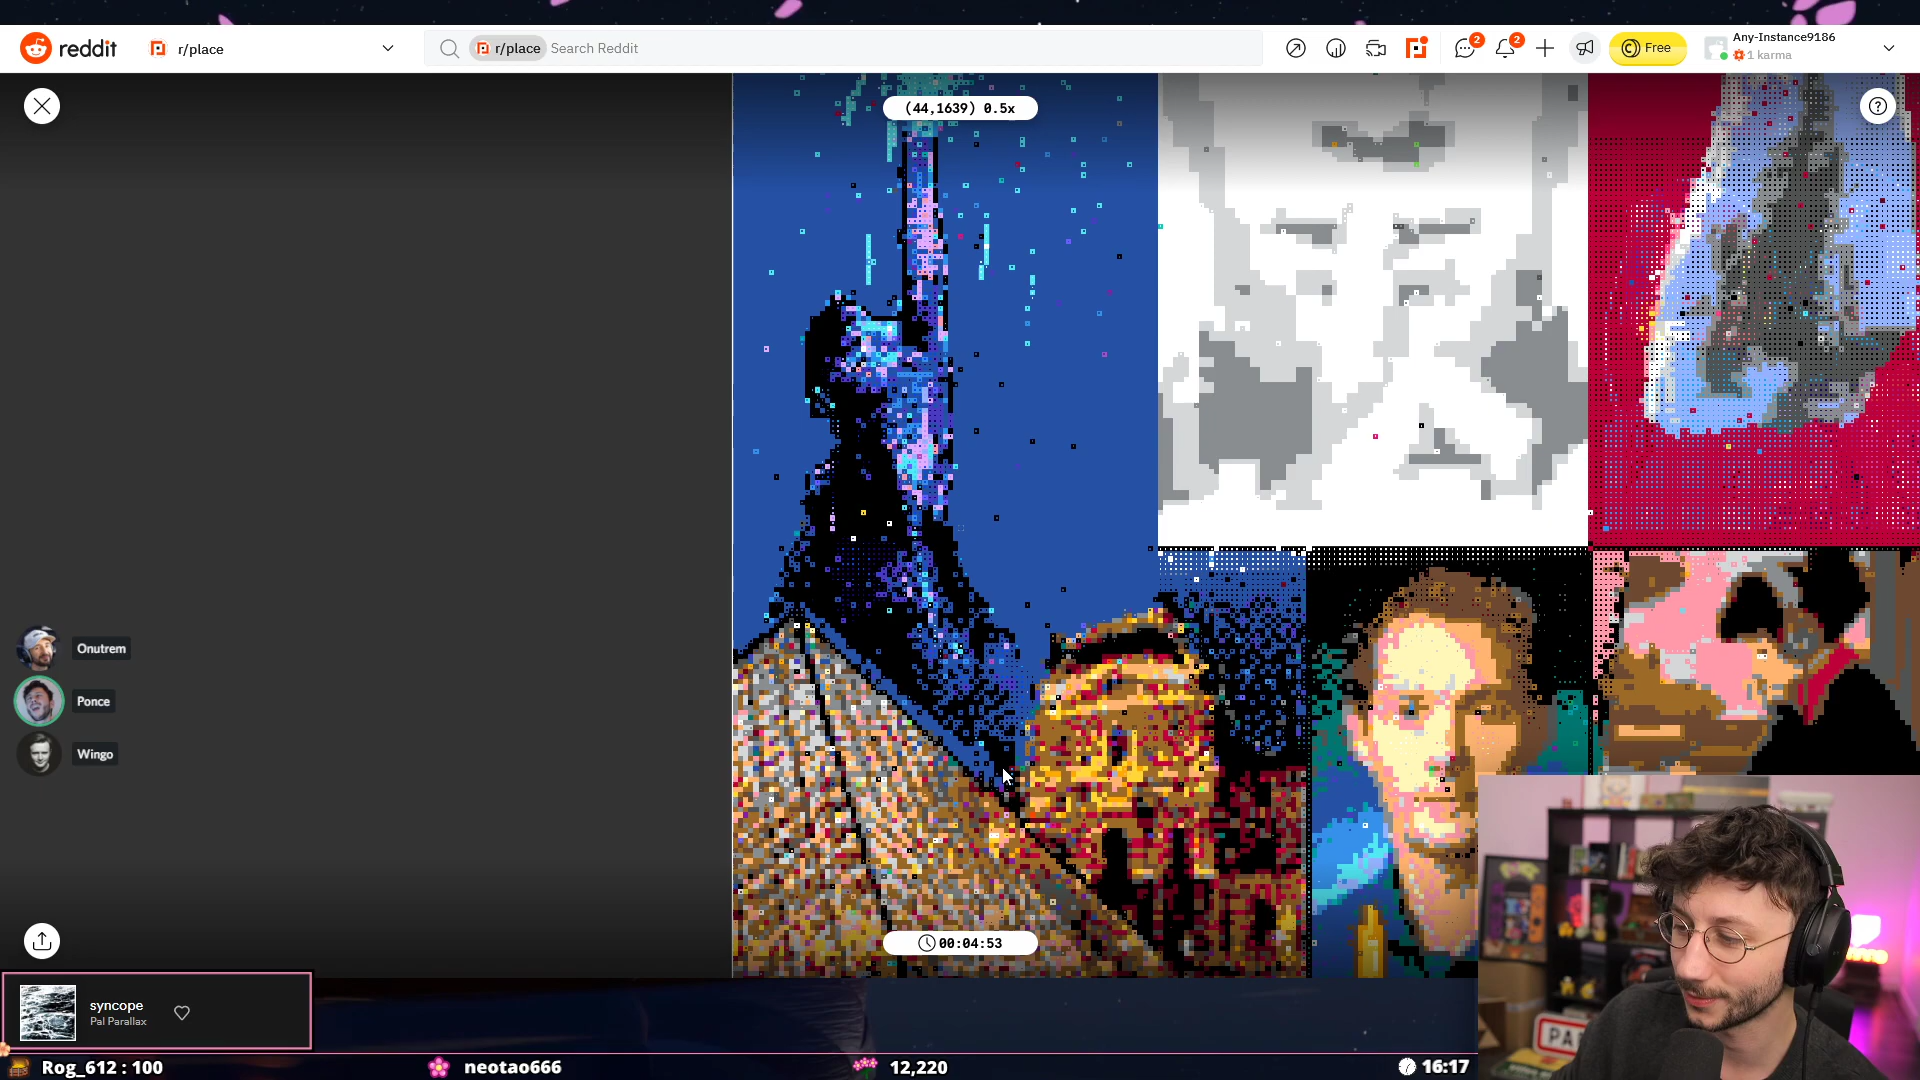 reddit
r/place
r/place Search Reddit
2
2
Free
Any-Instance9186
1 karma
(44,1639) 0.5x
?
Onutrem
Ponce
Wingo
00:04:53
syncope
Pal Parallax
PA
Rog_612 : 100
neotao666
12,220
16:17